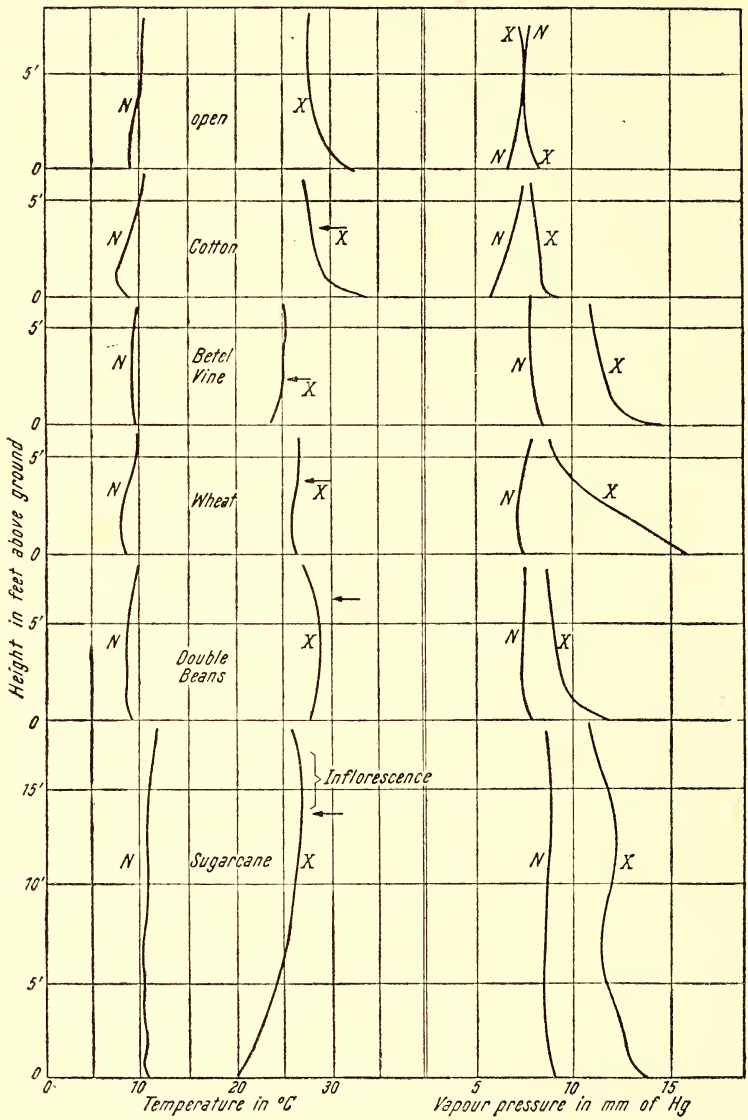 X N
5'
N
open
X
N X
0
5'
N
Cotton
X
N X
0
5'
N
Betel
Vine
X
N
X
0
5'
N
Wheat
X
N
X
0
5'
N
Double
Beans
X
N
X
0
Inflorescence
15'
N
Sugarcane
X
N
X
10'
5'
0
Height in feet above ground
0 10 20 30 5 10 15
Temperature in °C
Vapour pressure in mm of Hg